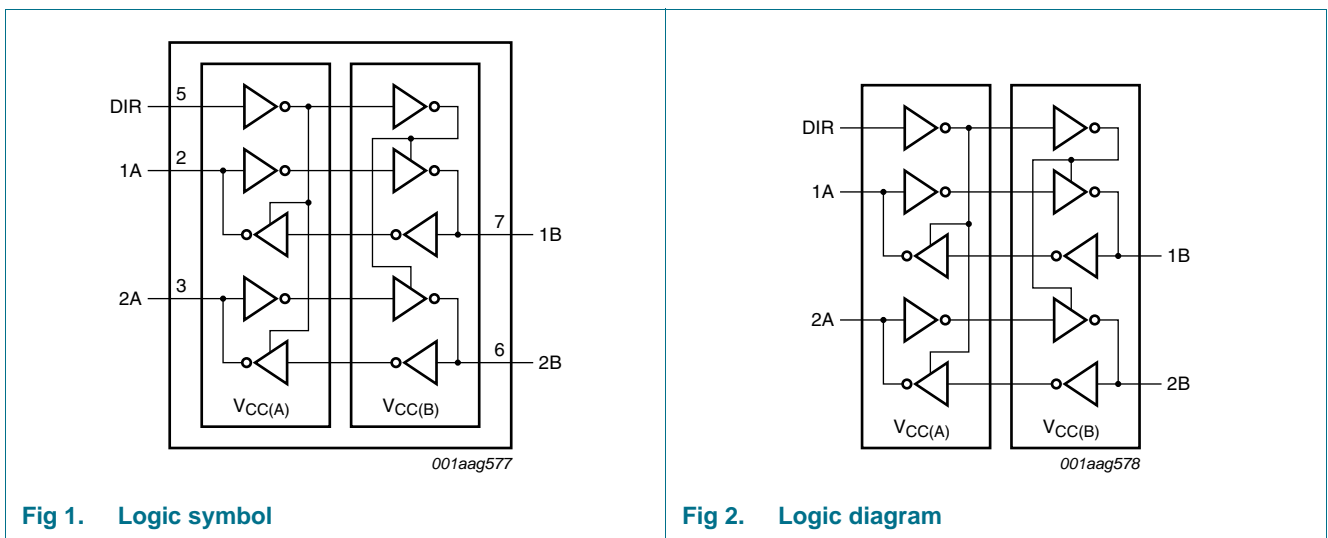 DIR 5
1A 2
7 1B
2A 3
6 2B
VCC(A) VCC(B)
001aag577
Fig 1. Logic symbol
DIR
1A
1B
2A
2B
VCC(A) VCC(B)
001aag578
Fig 2. Logic diagram